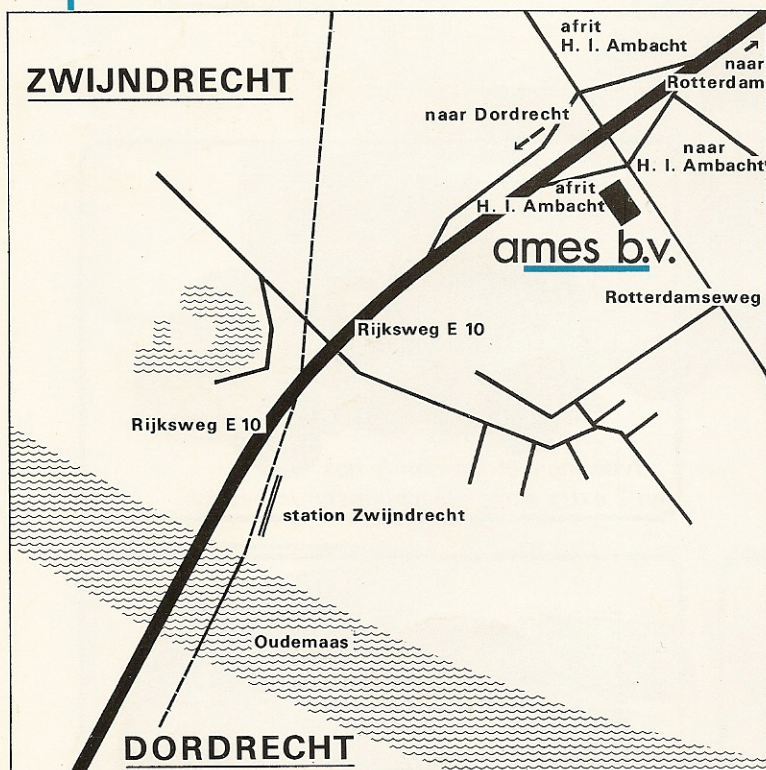 afrit
H. I. Ambacht
ZWIJNDRECHT
naar
Rotterdam
naar Dordrecht
naar
H. I. Ambacht
afrit
H. I. Ambacht
ames b.v.
Rotterdamseweg
Rijksweg E 10
Rijksweg E 10
station Zwijndrecht
Oudemaas
DORDRECHT